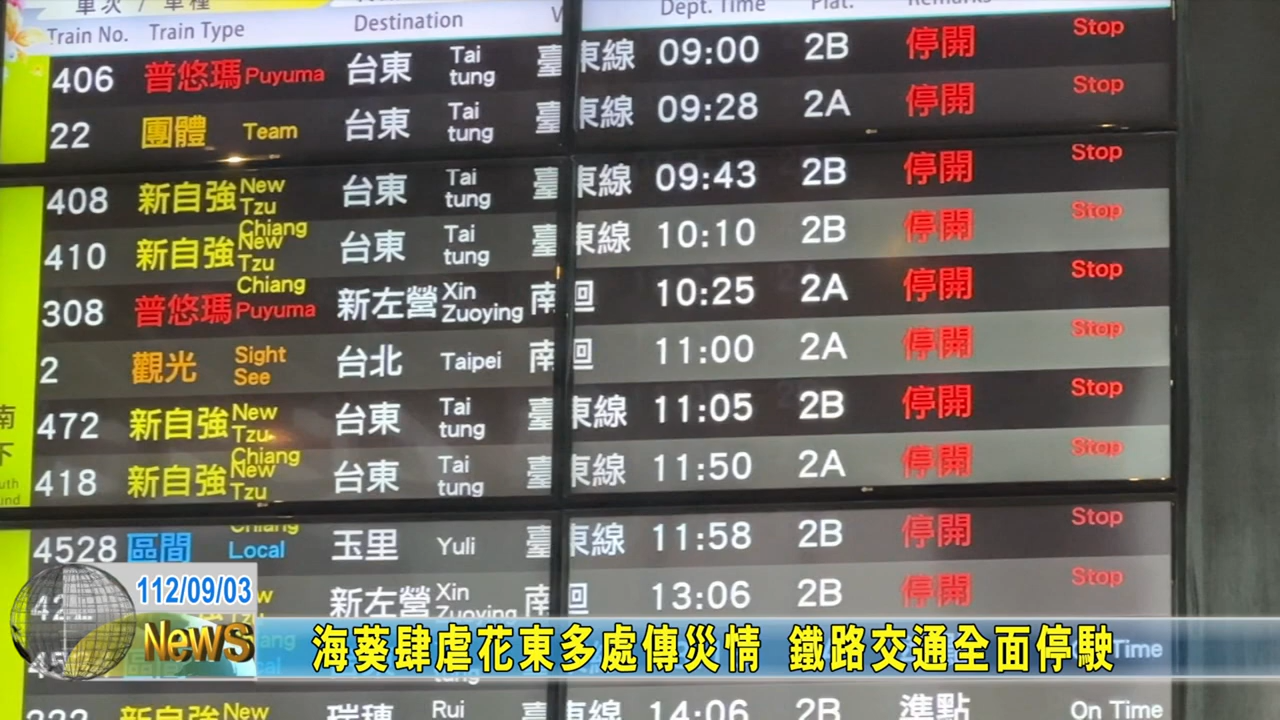 車次 / 車種
Train No. Train Type Destination Dept. Time Plat. Remarks
406 普悠瑪 Puyuma 台東 Tai tung 臺東線 09:00 2B 停開 Stop
22 團體 Team 台東 Tai tung 臺東線 09:28 2A 停開 Stop
408 新自強 New Tzu Chiang 台東 Tai tung 臺東線 09:43 2B 停開 Stop
410 新自強 New Tzu Chiang 台東 Tai tung 臺東線 10:10 2B 停開 Stop
308 普悠瑪 Puyuma 新左營 Xin Zuoying 南迴 10:25 2A 停開 Stop
2 觀光 Sight See 台北 Taipei 南迴 11:00 2A 停開 Stop
472 新自強 New Tzu Chiang 台東 Tai tung 臺東線 11:05 2B 停開 Stop
418 新自強 New Tzu Chiang 台東 Tai tung 臺東線 11:50 2A 停開 Stop
4528 區間 Local 玉里 Yuli 臺東線 11:58 2B 停開 Stop
新左營 Xin Zuoying 南迴 13:06 2B 停開 Stop
112/09/03
News
海葵肆虐花東多處傳災情 鐵路交通全面停駛
Time
新自強 New 瑞穗 Rui 臺東線 14:06 2B 準點 On Time